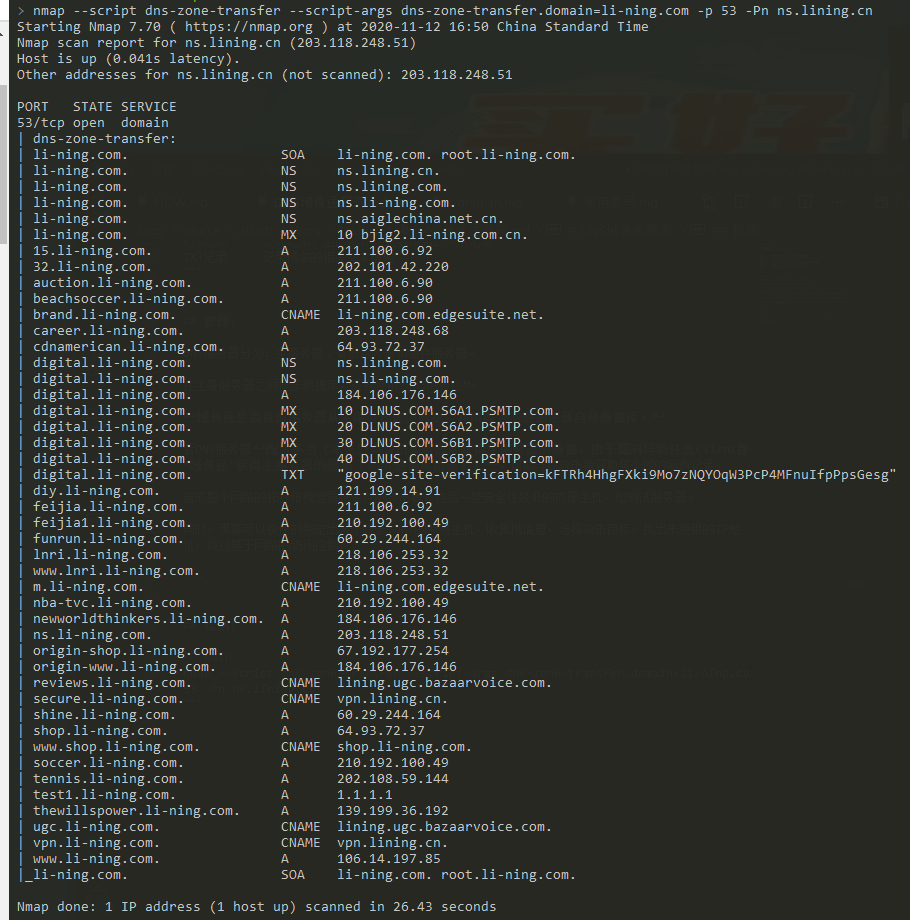 > nmap --script dns-zone-transfer --script-args dns-zone-transfer.domain=li-ning.com -p 53 -Pn ns.lining.cn
Starting Nmap 7.70 ( https://nmap.org ) at 2020-11-12 16:50 China Standard Time
Nmap scan report for ns.lining.cn (203.118.248.51)
Host is up (0.041s latency).
Other addresses for ns.lining.cn (not scanned): 203.118.248.51
PORT   STATE SERVICE
53/tcp open  domain
| dns-zone-transfer:
| li-ning.com.                   SOA    li-ning.com. root.li-ning.com.
| li-ning.com.                   NS     ns.lining.cn.
| li-ning.com.                   NS     ns.lining.com.
| li-ning.com.                   NS     ns.li-ning.com.
| li-ning.com.                   NS     ns.aiglechina.net.cn.
| li-ning.com.                   MX     10 bjig2.li-ning.com.cn.
| 15.li-ning.com.                A      211.100.6.92
| 32.li-ning.com.                A      202.101.42.220
| auction.li-ning.com.           A      211.100.6.90
| beachsoccer.li-ning.com.       A      211.100.6.90
| brand.li-ning.com.             CNAME  li-ning.com.edgesuite.net.
| career.li-ning.com.            A      203.118.248.68
| cdnamerican.li-ning.com.       A      64.93.72.37
| digital.li-ning.com.           NS     ns.lining.com.
| digital.li-ning.com.           NS     ns.li-ning.com.
| digital.li-ning.com.           A      184.106.176.146
| digital.li-ning.com.           MX     10 DLNUS.COM.S6A1.PSMTP.com.
| digital.li-ning.com.           MX     20 DLNUS.COM.S6A2.PSMTP.com.
| digital.li-ning.com.           MX     30 DLNUS.COM.S6B1.PSMTP.com.
| digital.li-ning.com.           MX     40 DLNUS.COM.S6B2.PSMTP.com.
| digital.li-ning.com.           TXT    "google-site-verification=kFTRh4HhgFXki9Mo7zNQYOqW3PcP4MFnuIfpPpsGesg"
| diy.li-ning.com.               A      121.199.14.91
| feijia.li-ning.com.            A      211.100.6.92
| feijia1.li-ning.com.           A      210.192.100.49
| funrun.li-ning.com.            A      60.29.244.164
| lnri.li-ning.com.              A      218.106.253.32
| www.lnri.li-ning.com.          A      218.106.253.32
| m.li-ning.com.                 CNAME  li-ning.com.edgesuite.net.
| nba-tvc.li-ning.com.           A      210.192.100.49
| newworldthinkers.li-ning.com.  A      184.106.176.146
| ns.li-ning.com.                A      203.118.248.51
| origin-shop.li-ning.com.       A      67.192.177.254
| origin-www.li-ning.com.        A      184.106.176.146
| reviews.li-ning.com.           CNAME  lining.ugc.bazaarvoice.com.
| secure.li-ning.com.            CNAME  vpn.lining.cn.
| shine.li-ning.com.             A      60.29.244.164
| shop.li-ning.com.              A      64.93.72.37
| www.shop.li-ning.com.          CNAME  shop.li-ning.com.
| soccer.li-ning.com.            A      210.192.100.49
| tennis.li-ning.com.            A      202.108.59.144
| test1.li-ning.com.             A      1.1.1.1
| thewillspower.li-ning.com.     A      139.199.36.192
| ugc.li-ning.com.               CNAME  lining.ugc.bazaarvoice.com.
| vpn.li-ning.com.               CNAME  vpn.lining.cn.
| www.li-ning.com.               A      106.14.197.85
|_li-ning.com.                   SOA    li-ning.com. root.li-ning.com.
Nmap done: 1 IP address (1 host up) scanned in 26.43 seconds